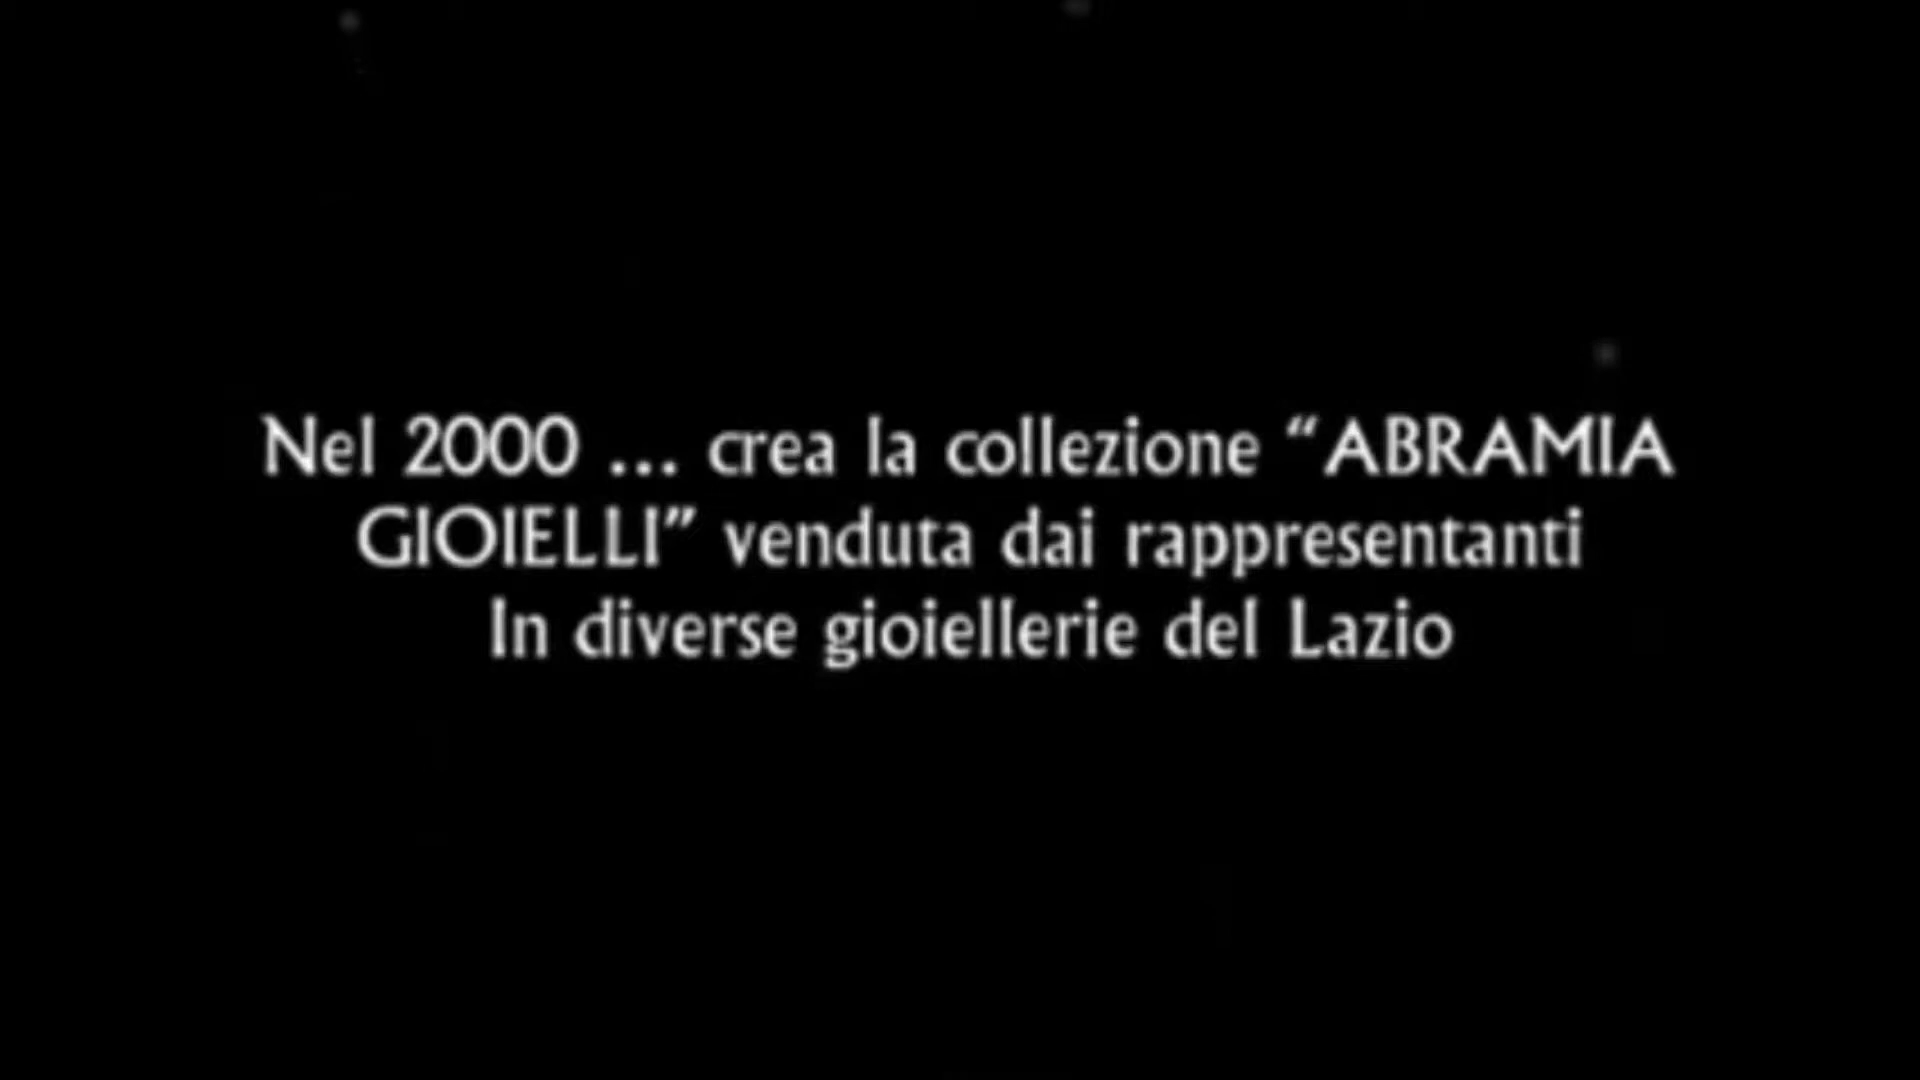 Nel 2000 ... crea la collezione “ABRAMIA
GIOIELLI” venduta dai rappresentanti
In diverse gioiellerie del Lazio